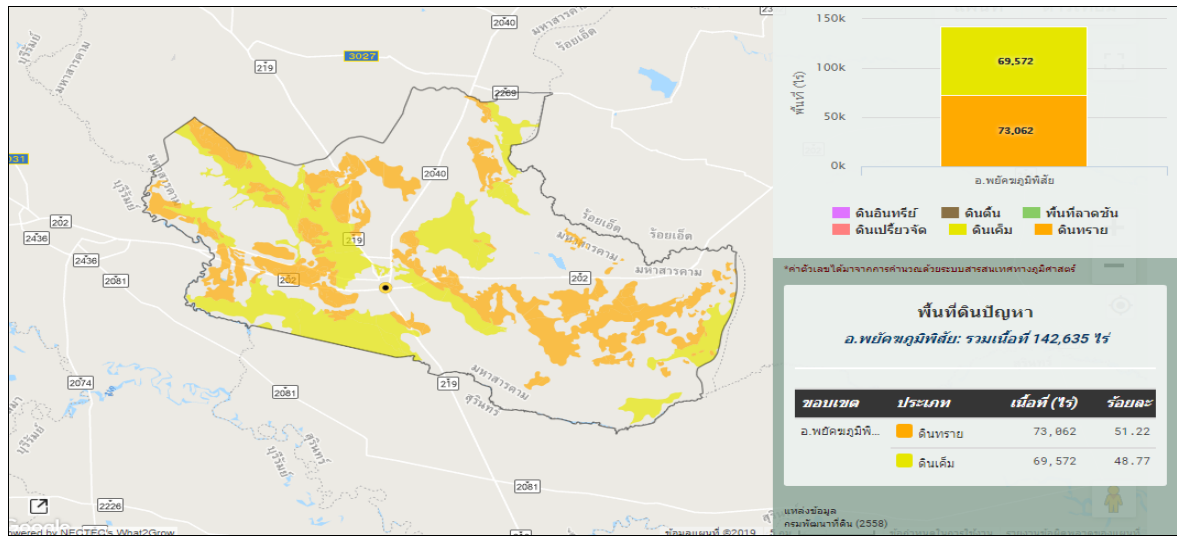 2040
มหาสารคาม
ร้อยเอ็ด
บุรีรัมย์
มหาสารคาม
3027
219
2269
031
มหาสารคาม
บุรีรัมย์
2040
202
2436
219
ร้อยเอ็ด
มหาสารคาม
ร้อยเอ็ด
มหาสารคาม
2436
2081
202
202
2074
2081
219
มหาสารคาม
สุรินทร์
สุรินทร์
บุรีรัมย์
2081
2226
powered by NECTEC's What2Grow
ข้อมูลแผนที่ ©2019
150k
100k
50k
0k
พื้นที่ (ไร่)
69,572
73,062
อ.พยัคฆภูมิพิสัย
ดินอินทรีย์ ดินตื้น พื้นที่ลาดชัน
ดินเปรี้ยวจัด ดินเค็ม ดินทราย
*ค่าตัวเลขได้มาจากการคำนวณด้วยระบบสารสนเทศทางภูมิศาสตร์
พื้นที่ดินปัญหา
อ.พยัคฆภูมิพิสัย: รวมเนื้อที่ 142,635 ไร่
ขอบเขต ประเภท เนื้อที่ (ไร่) ร้อยละ
อ.พยัคฆภูมิพิ... ดินทราย 73,062 51.22
ดินเค็ม 69,572 48.77
แหล่งข้อมูล
กรมพัฒนาที่ดิน (2558)